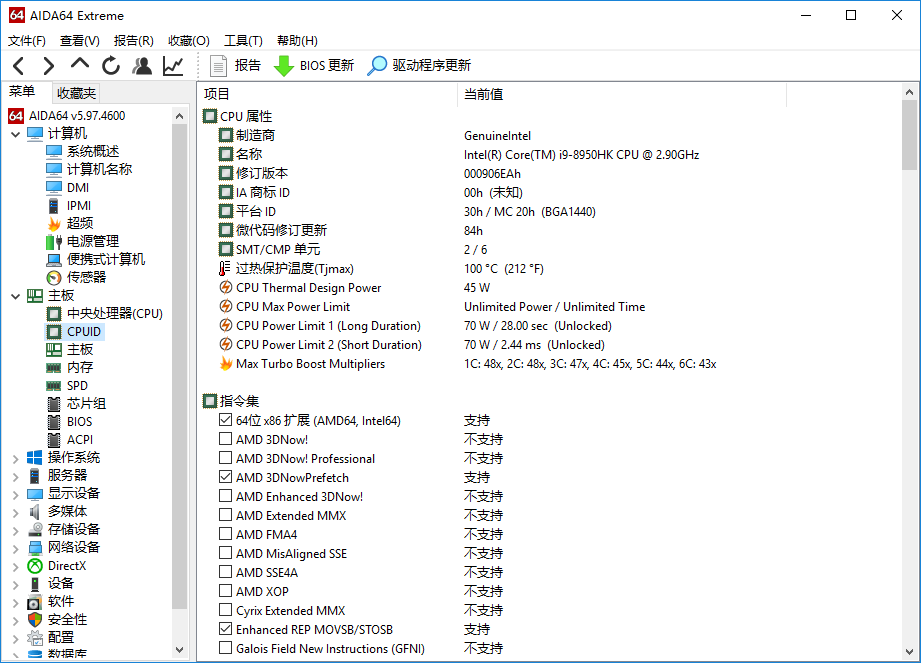 64 AIDA64 Extreme
文件(F) 查看(V) 报告(R) 收藏(O) 工具(T) 帮助(H)
报告 BIOS 更新 驱动程序更新
菜单 收藏夹
64 AIDA64 v5.97.4600
计算机
系统概述
计算机名称
DMI
IPMI
超频
电源管理
便携式计算机
传感器
主板
中央处理器(CPU)
CPUID
主板
内存
SPD
芯片组
BIOS
ACPI
操作系统
服务器
显示设备
多媒体
存储设备
网络设备
DirectX
设备
软件
安全性
配置
数据库
项目 当前值
CPU 属性
制造商 GenuineIntel
名称 Intel(R) Core(TM) i9-8950HK CPU @ 2.90GHz
修订版本 000906EAh
IA 商标 ID 00h (未知)
平台 ID 30h / MC 20h (BGA1440)
微代码修订更新 84h
SMT/CMP 单元 2 / 6
过热保护温度(Tjmax) 100 °C (212 °F)
CPU Thermal Design Power 45 W
CPU Max Power Limit Unlimited Power / Unlimited Time
CPU Power Limit 1 (Long Duration) 70 W / 28.00 sec (Unlocked)
CPU Power Limit 2 (Short Duration) 70 W / 2.44 ms (Unlocked)
Max Turbo Boost Multipliers 1C: 48x, 2C: 48x, 3C: 47x, 4C: 45x, 5C: 44x, 6C: 43x
指令集
64位 x86 扩展 (AMD64, Intel64) 支持
AMD 3DNow! 不支持
AMD 3DNow! Professional 不支持
AMD 3DNowPrefetch 支持
AMD Enhanced 3DNow! 不支持
AMD Extended MMX 不支持
AMD FMA4 不支持
AMD MisAligned SSE 不支持
AMD SSE4A 不支持
AMD XOP 不支持
Cyrix Extended MMX 不支持
Enhanced REP MOVSB/STOSB 支持
Galois Field New Instructions (GFNI) 不支持